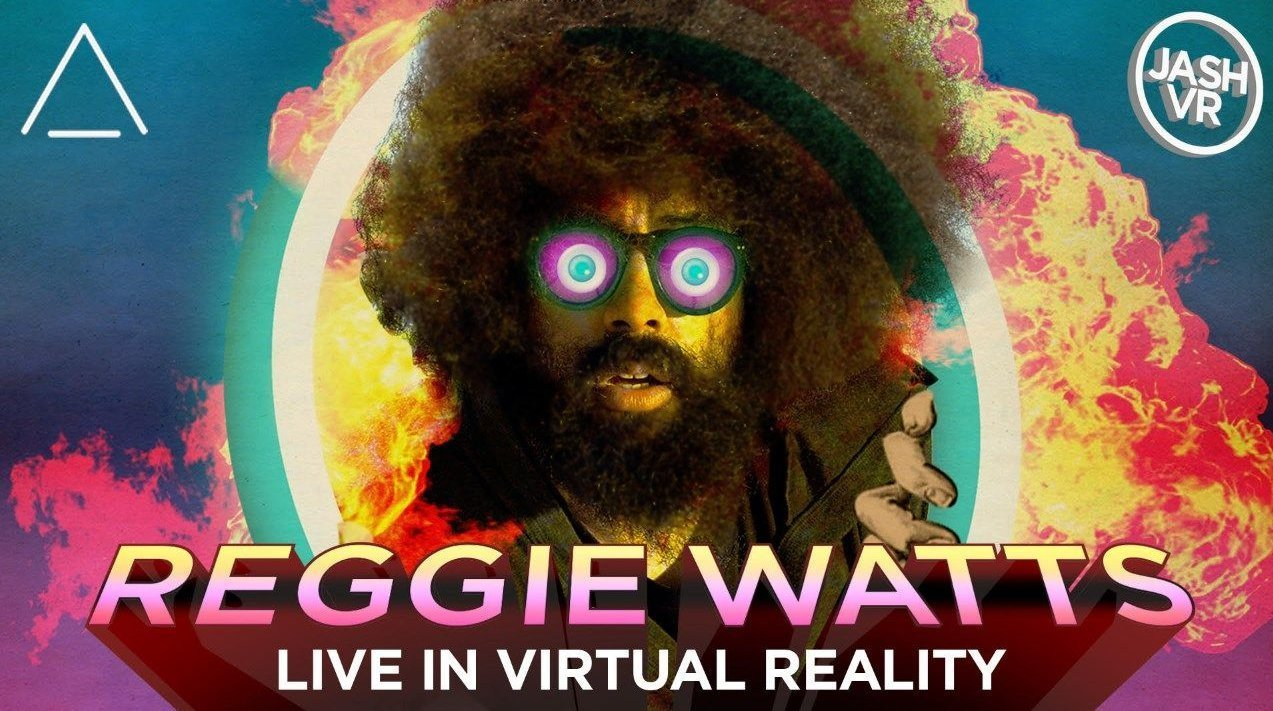 JASH
VR
REGGIE WATTS
LIVE IN VIRTUAL REALITY